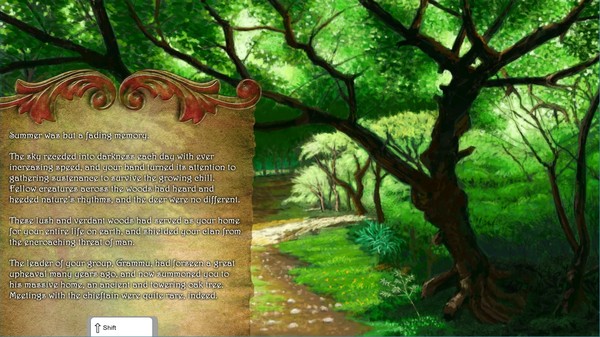 Summer was but a fading memory.
The sky receded into darkness each day with ever
increasing speed, and your band turned its attention to
gathering sustenance to survive the growing chill.
Fellow creatures across the woods had heard and
heeded nature's rhythms, and the deer were no different.
These lush and verdant woods had served as your home
for your entire life on earth, and shielded your clan from
the encroaching threat of man.
The leader of your group, Grammu, had forseen a great
upheaval many years ago, and now summoned you to
his massive home, an ancient and towering oak tree.
Meetings with the chieftain were quite rare, indeed.
Shift